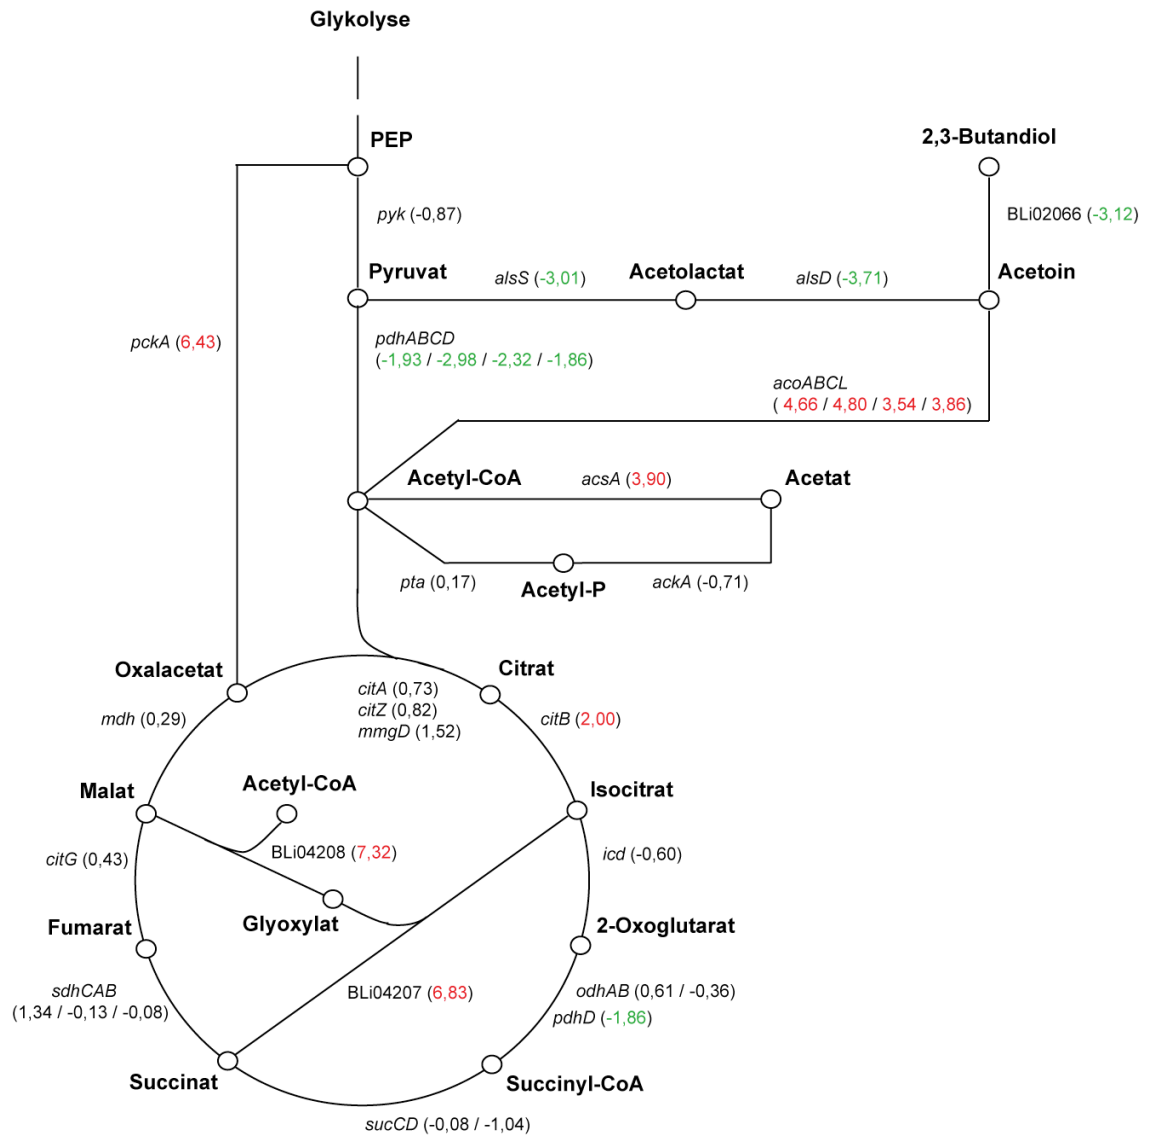 Glykolyse
PEP
2,3-Butandiol
pyk (-0,87)
BLi02066 (-3,12)
Pyruvat
alsS (-3,01)
Acetolactat
alsD (-3,71)
Acetoin
pckA (6,43)
pdhABCD
(-1,93 / -2,98 / -2,32 / -1,86)
acoABCL
( 4,66 / 4,80 / 3,54 / 3,86)
Acetyl-CoA
acsA (3,90)
Acetat
pta (0,17)
Acetyl-P
ackA (-0,71)
Oxalacetat
Citrat
citA (0,73)
citZ (0,82)
mmgD (1,52)
mdh (0,29)
citB (2,00)
Malat
Acetyl-CoA
Isocitrat
BLi04208 (7,32)
citG (0,43)
icd (-0,60)
Fumarat
Glyoxylat
2-Oxoglutarat
sdhCAB
(1,34 / -0,13 / -0,08)
BLi04207 (6,83)
odhAB (0,61 / -0,36)
pdhD (-1,86)
Succinat
Succinyl-CoA
sucCD (-0,08 / -1,04)